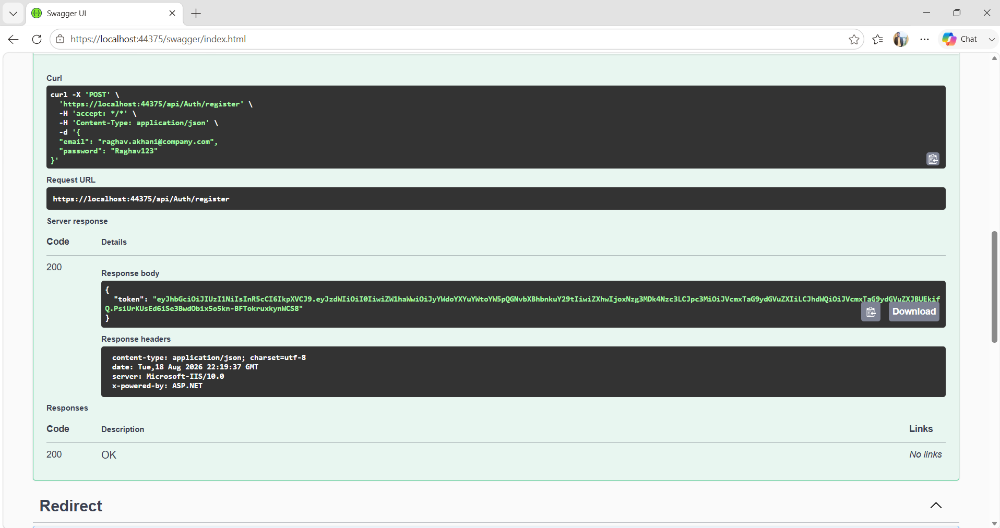 Swagger UI
https://localhost:44375/swagger/index.html
Chat
Curl
curl -X 'POST' \
'https://localhost:44375/api/Auth/register' \
-H 'accept: */*' \
-H 'Content-Type: application/json' \
-d '{
"email": "raghav.akhani@company.com",
"password": "Raghav123"
}'
Request URL
https://localhost:44375/api/Auth/register
Server response
Code Details
200
Response body
{
"token": "eyJhbGciOiJIUzI1NiIsInR5cCI6IkpXVCJ9.eyJzdWIiOiI0IiwiZW1haWwiOiJyYWdoYXYuYWtoYW5pQGNvbXBhbnkuY29tIiwiZXhwIjoxNzg3MDk4Nzc3LCJpc3MiOiJVcmxTaG9ydGVuZXIiLCJhdWQiOiJVcmxTaG9ydGVuZXJBUEkif
Q.PsiUrKUsEd6iSe3BwdObix5o5kn-BFTokruxkynWCS8"
}
Download
Response headers
content-type: application/json; charset=utf-8
date: Tue,18 Aug 2026 22:19:37 GMT
server: Microsoft-IIS/10.0
x-powered-by: ASP.NET
Responses
Code Description Links
200 OK No links
Redirect